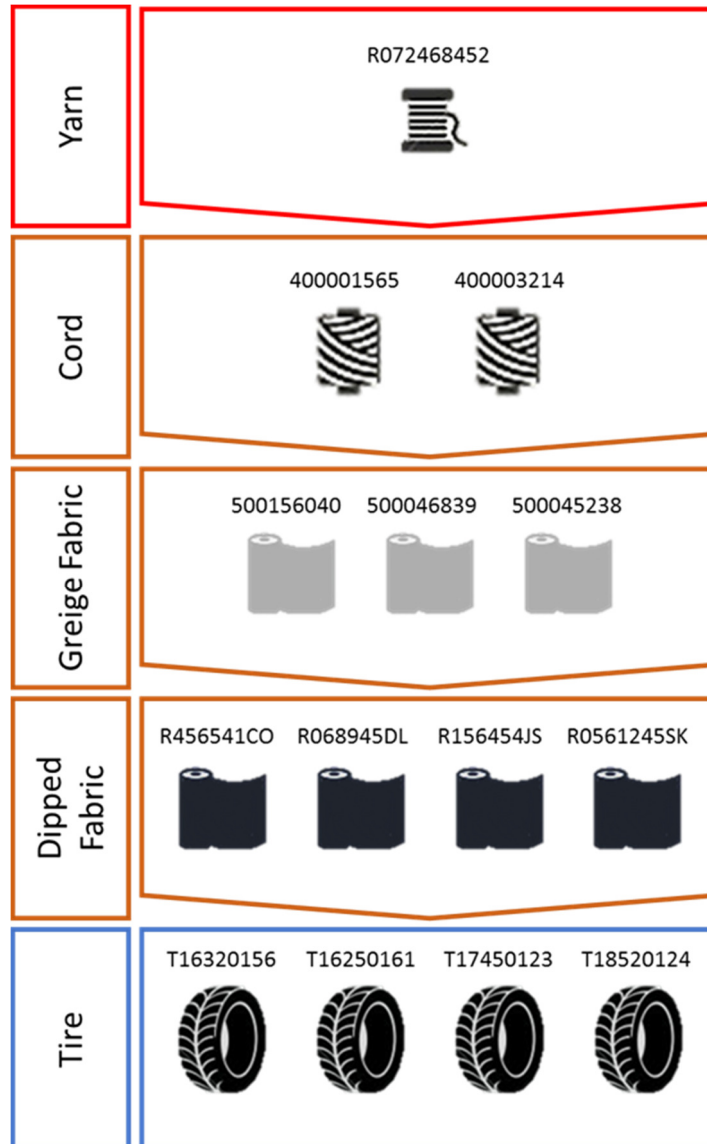 Yarn
R072468452
Cord
400001565 400003214
Greige Fabric
500156040 500046839 500045238
Dipped
Fabric
R456541CO R068945DL R156454JS R0561245SK
Tire
T16320156 T16250161 T17450123 T18520124